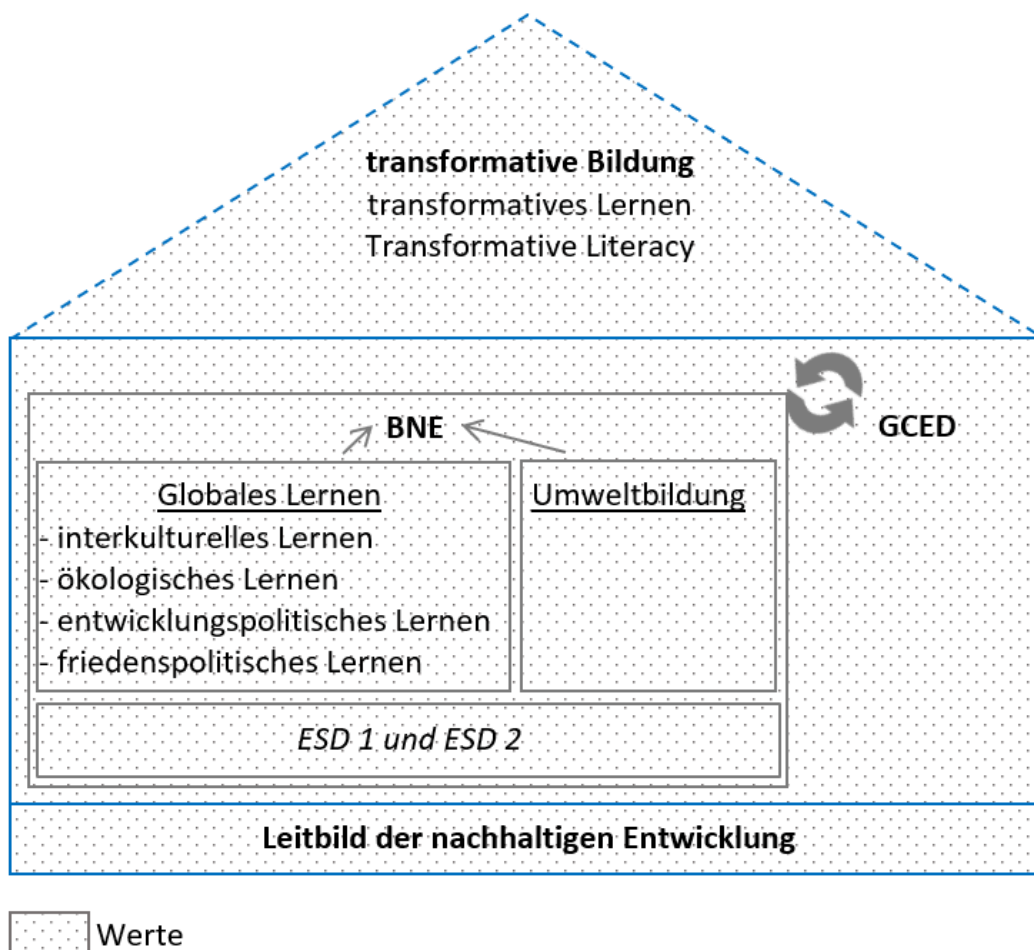 transformative Bildung
transformatives Lernen
Transformative Literacy
BNE
GCED
Globales Lernen
- interkulturelles Lernen
- ökologisches Lernen
- entwicklungspolitisches Lernen
- friedenspolitisches Lernen
Umweltbildung
ESD 1 und ESD 2
Leitbild der nachhaltigen Entwicklung
Werte